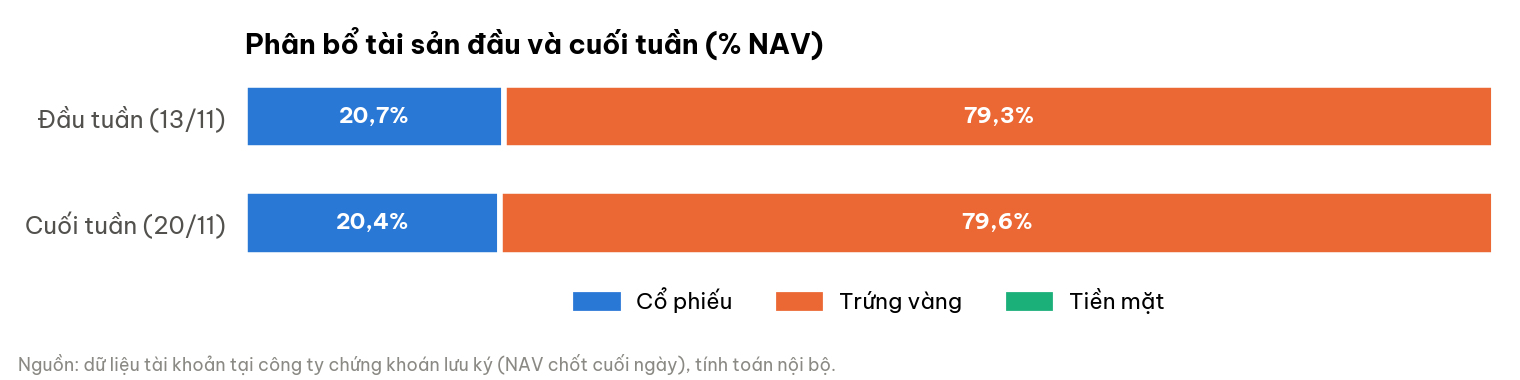 Phân bổ tài sản đầu và cuối tuần (% NAV)
Đầu tuần (13/11) 20,7% 79,3%
Cuối tuần (20/11) 20,4% 79,6%
Cổ phiếu Trứng vàng Tiền mặt
Nguồn: dữ liệu tài khoản tại công ty chứng khoán lưu ký (NAV chốt cuối ngày), tính toán nội bộ.